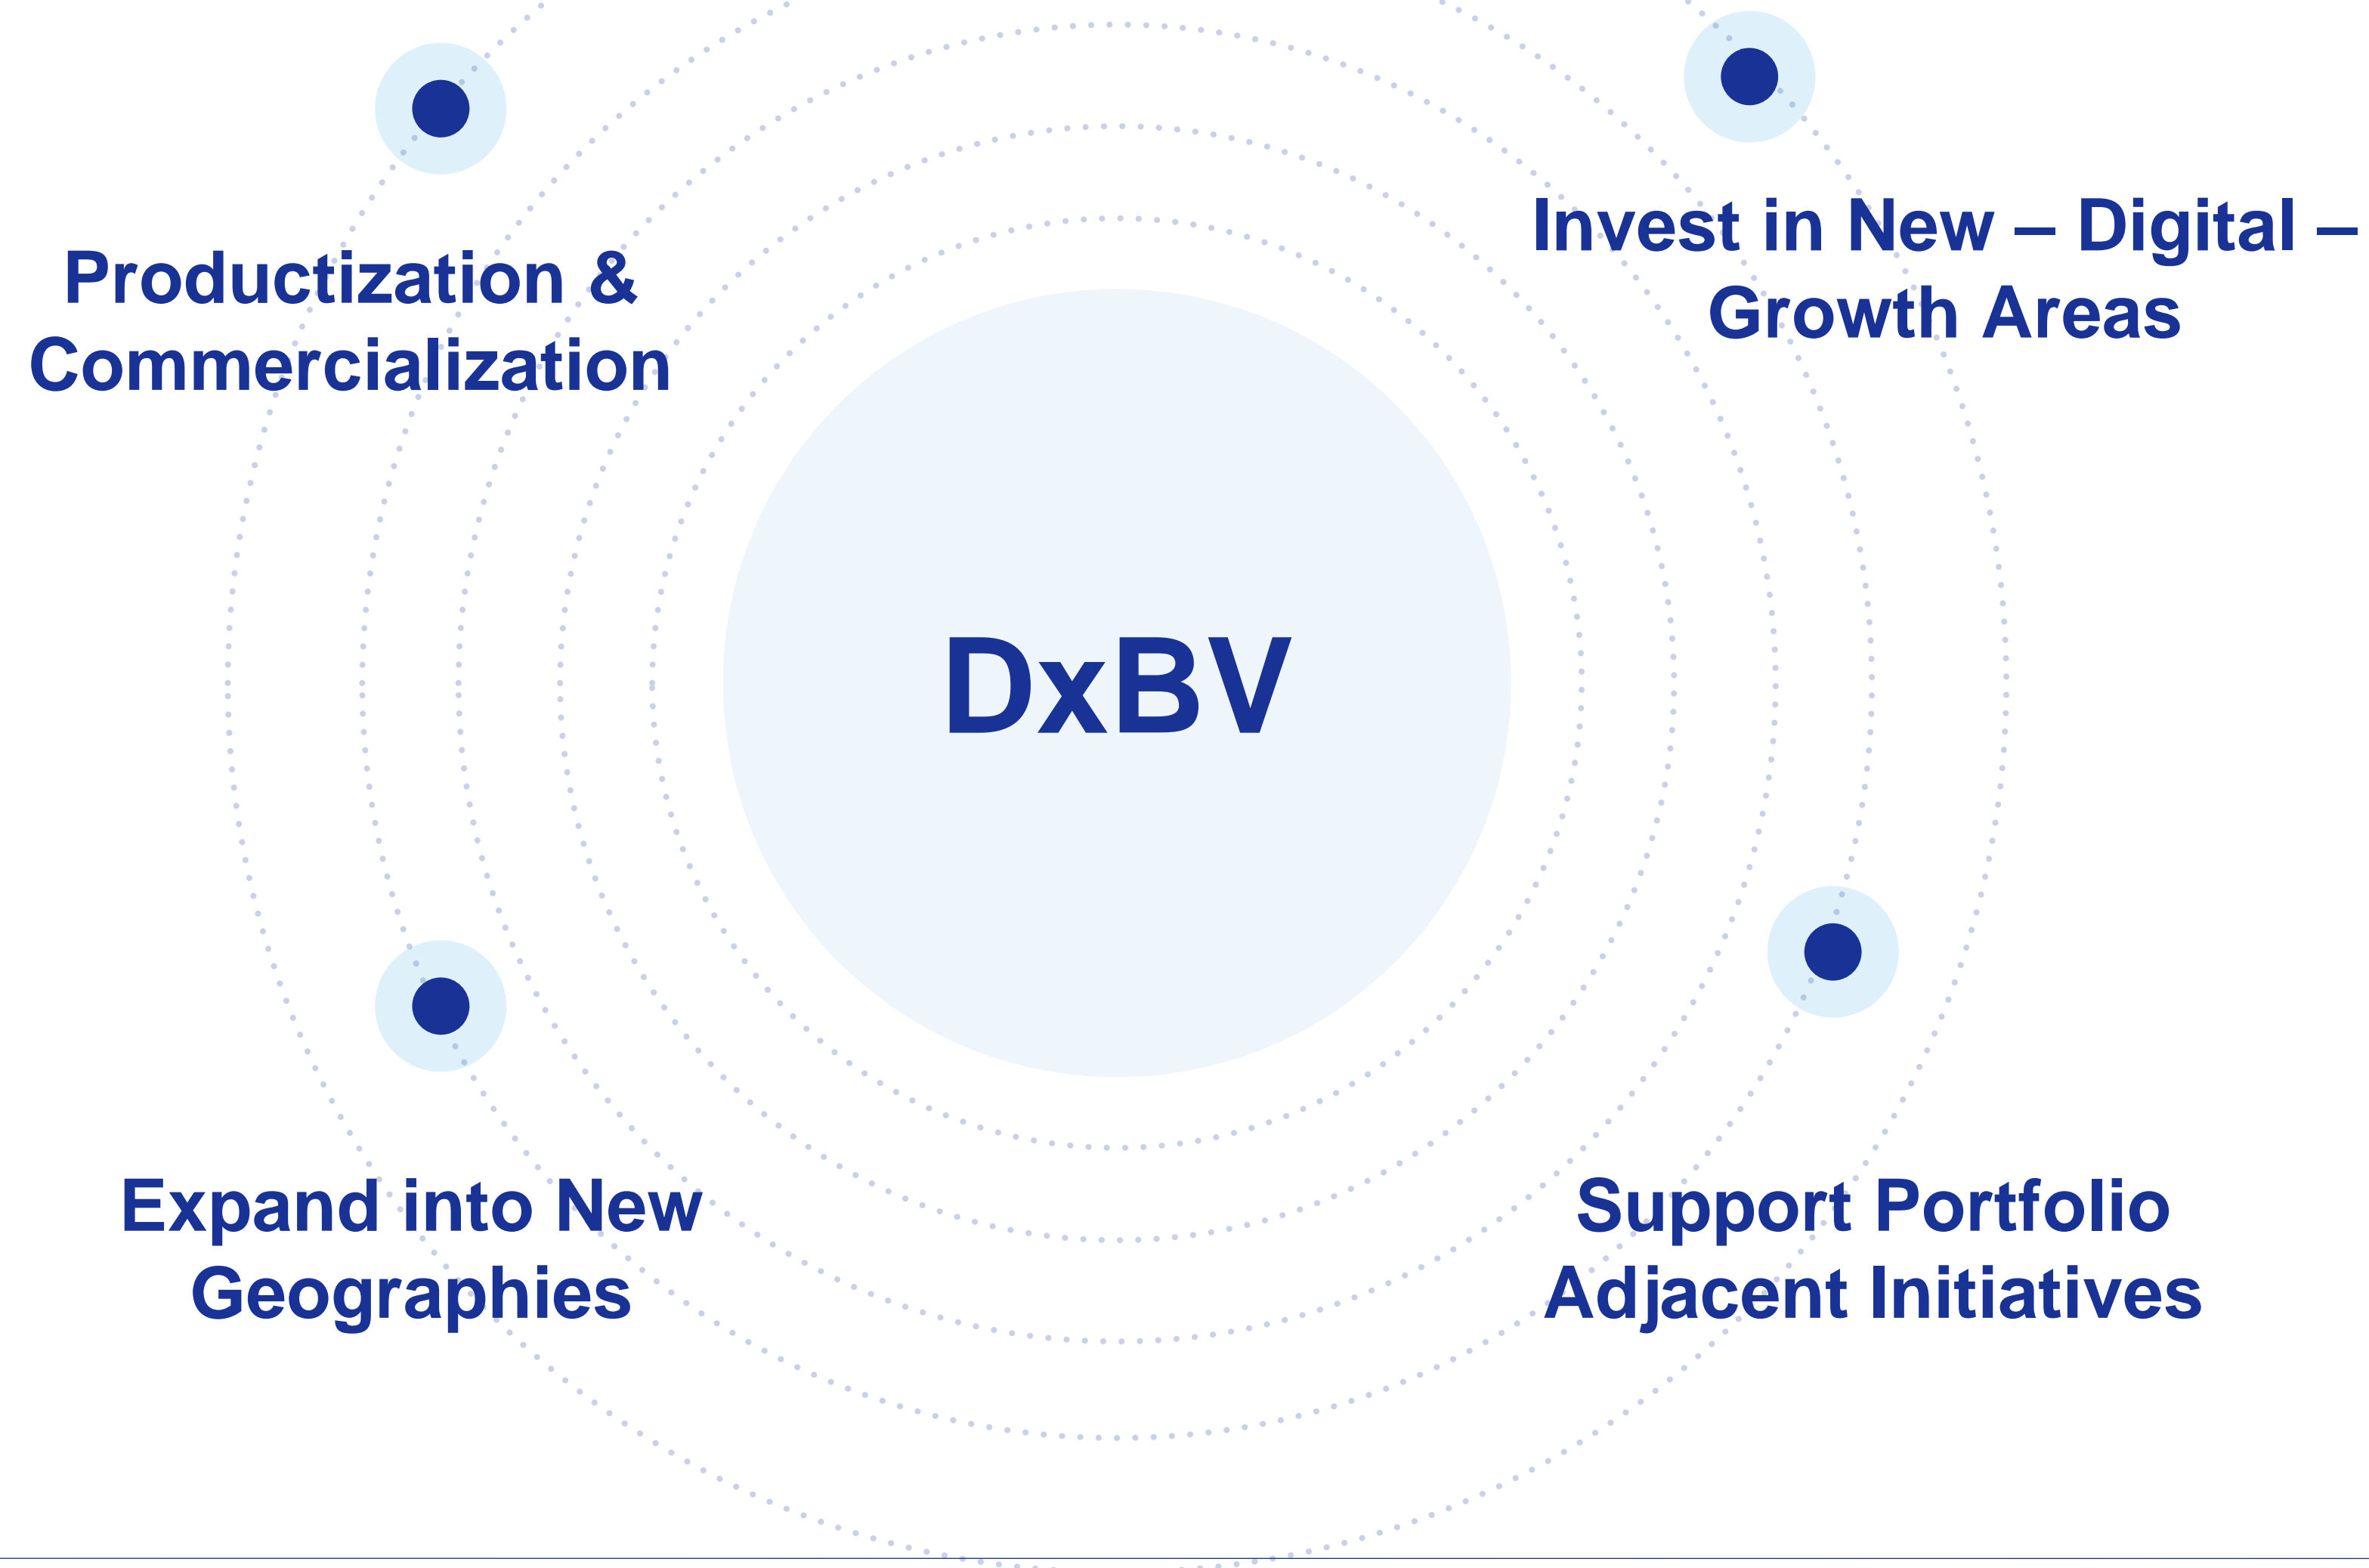 Productization &
Commercialization
Invest in New — Digital —
Growth Areas
DxBV
Expand into New
Geographies
Support Portfolio
Adjacent Initiatives